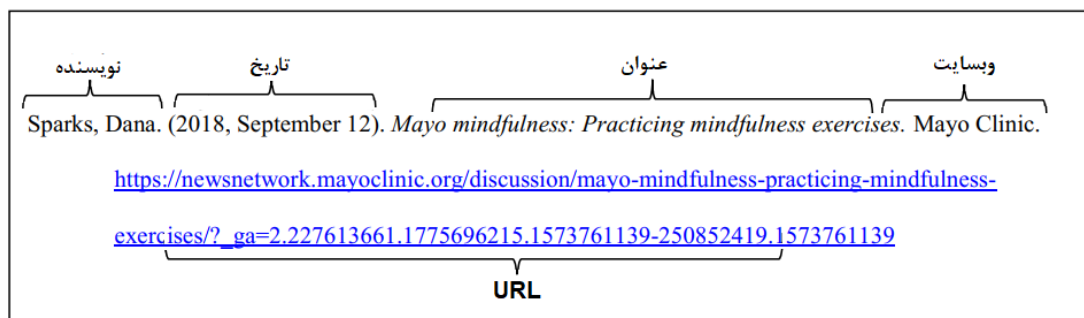 نویسنده تاریخ عنوان وبسایت
Sparks, Dana. (2018, September 12). Mayo mindfulness: Practicing mindfulness exercises. Mayo Clinic.
https://newsnetwork.mayoclinic.org/discussion/mayo-mindfulness-practicing-mindfulness-
exercises/?_ga=2.227613661.1775696215.1573761139-250852419.1573761139
URL